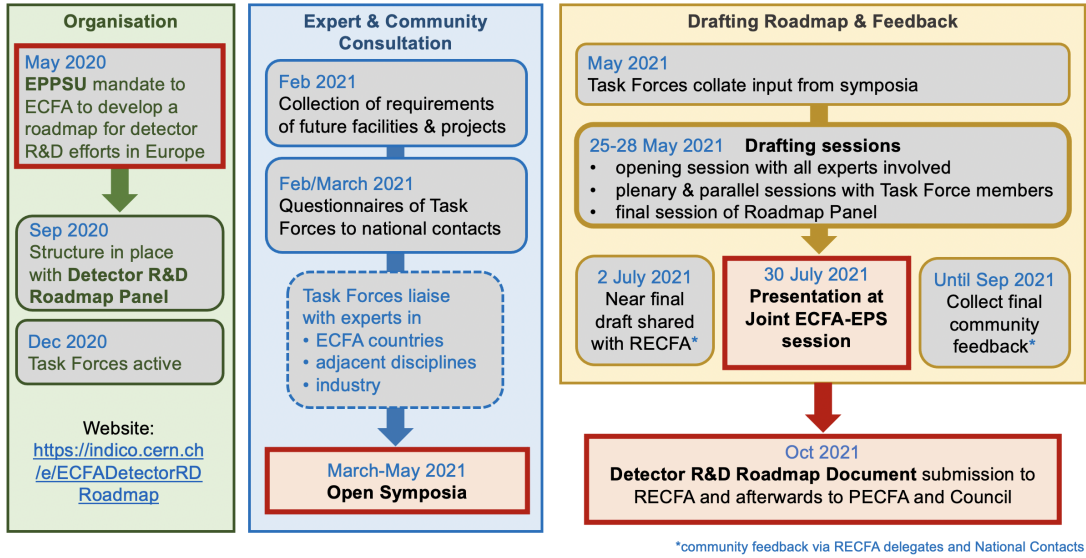 Organisation
May 2020
EPPSU mandate to
ECFA to develop a
roadmap for detector
R&D efforts in Europe
Sep 2020
Structure in place
with Detector R&D
Roadmap Panel
Dec 2020
Task Forces active
Website:
https://indico.cern.ch
/e/ECFADetectorRD
Roadmap
Expert & Community
Consultation
Feb 2021
Collection of requirements
of future facilities & projects
Feb/March 2021
Questionnaires of Task
Forces to national contacts
Task Forces liaise
with experts in
• ECFA countries
• adjacent disciplines
• industry
March-May 2021
Open Symposia
Drafting Roadmap & Feedback
May 2021
Task Forces collate input from symposia
25-28 May 2021 Drafting sessions
• opening session with all experts involved
• plenary & parallel sessions with Task Force members
• final session of Roadmap Panel
2 July 2021
Near final
draft shared
with RECFA*
30 July 2021
Presentation at
Joint ECFA-EPS
session
Until Sep 2021
Collect final
community
feedback*
Oct 2021
Detector R&D Roadmap Document submission to
RECFA and afterwards to PECFA and Council
*community feedback via RECFA delegates and National Contacts